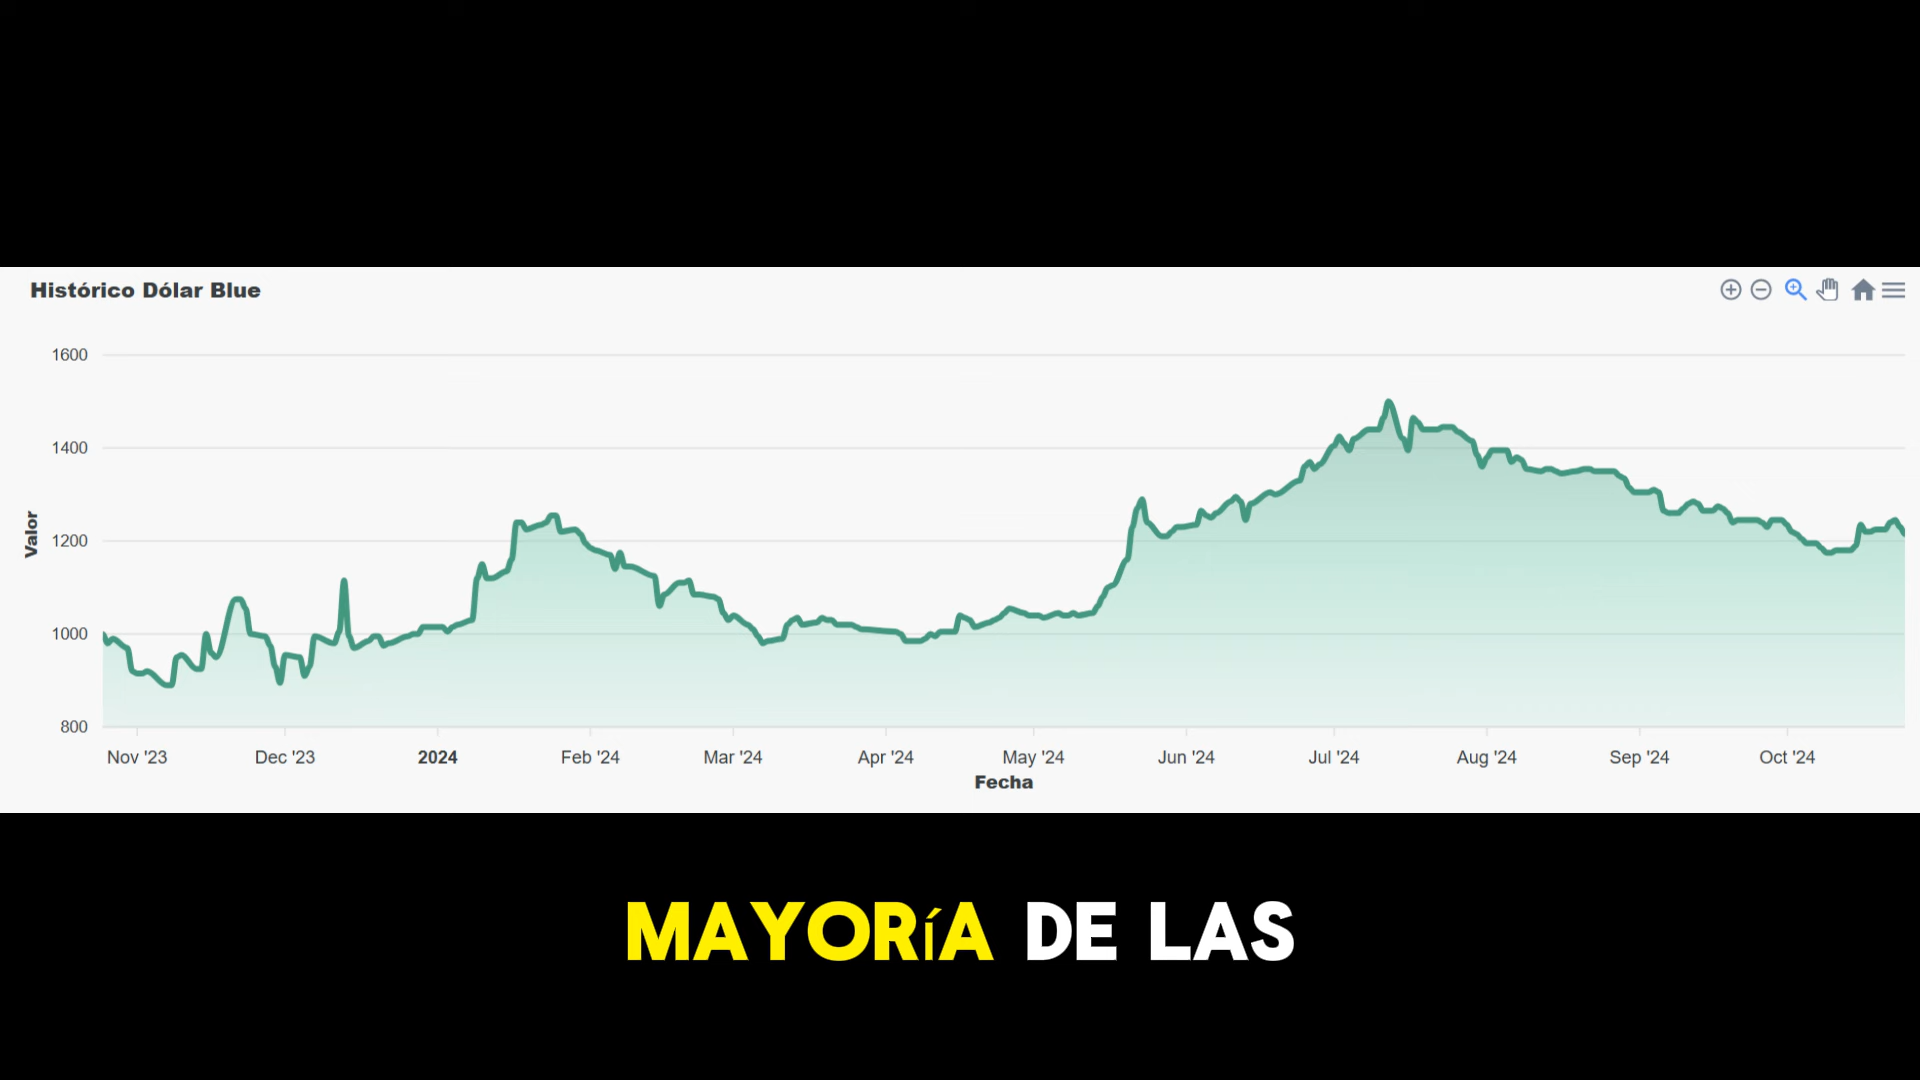 Histórico Dólar Blue
1600
1400
1200
1000
800
Valor
Nov '23 Dec '23 2024 Feb '24 Mar '24 Apr '24 May '24 Jun '24 Jul '24 Aug '24 Sep '24 Oct '24
Fecha
MAYORíA DE LAS